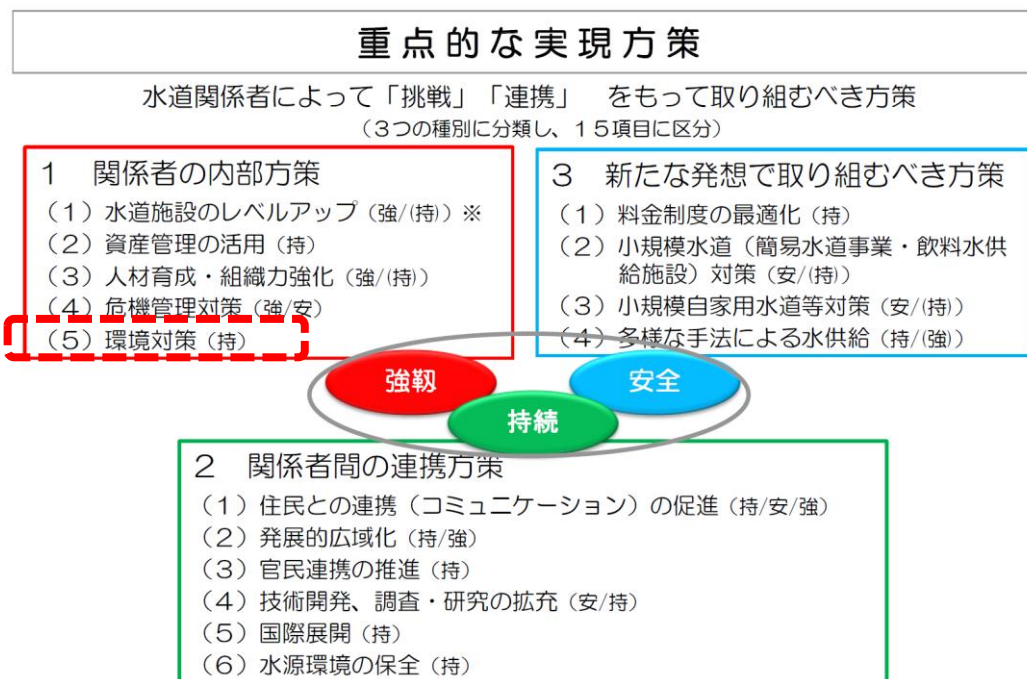 重点的な実現方策
水道関係者によって「挑戦」「連携」　をもって取り組むべき方策
（３つの種別に分類し、１５項目に区分）
１　関係者の内部方策
（１）水道施設のレベルアップ（強/(持)）※
（２）資産管理の活用（持）
（３）人材育成・組織力強化（強/(持)）
（４）危機管理対策（強/安）
（５）環境対策（持）
３　新たな発想で取り組むべき方策
（１）料金制度の最適化（持）
（２）小規模水道（簡易水道事業・飲料水供
給施設）対策（安/(持)）
（３）小規模自家用水道等対策（安/(持)）
（４）多様な手法による水供給（持/(強)）
強靱
安全
持続
２　関係者間の連携方策
（１）住民との連携（コミュニケーション）の促進（持/安/強）
（２）発展的広域化（持/強）
（３）官民連携の推進（持）
（４）技術開発、調査・研究の拡充（安/持）
（５）国際展開（持）
（６）水源環境の保全（持）